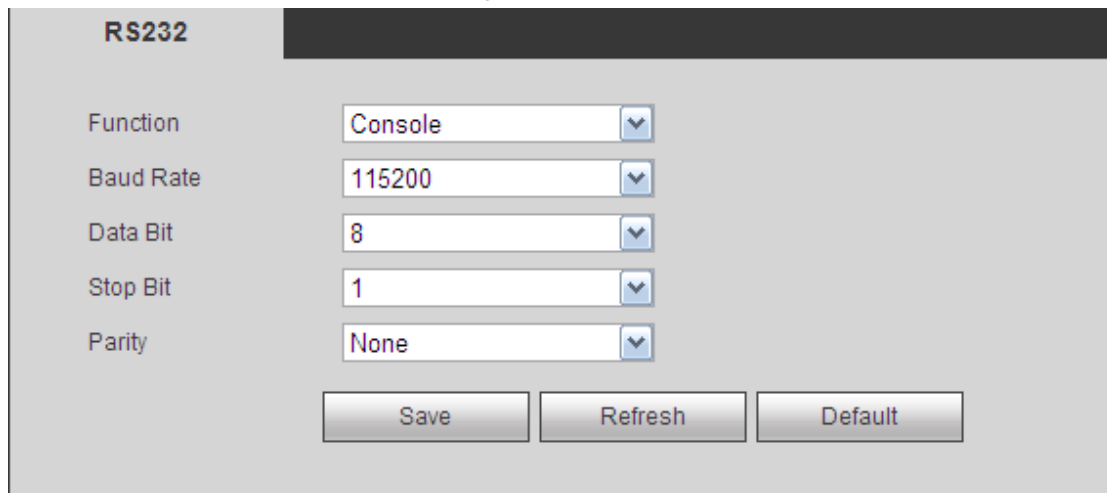 RS232
Function Console
Baud Rate 115200
Data Bit 8
Stop Bit 1
Parity None
Save Refresh Default